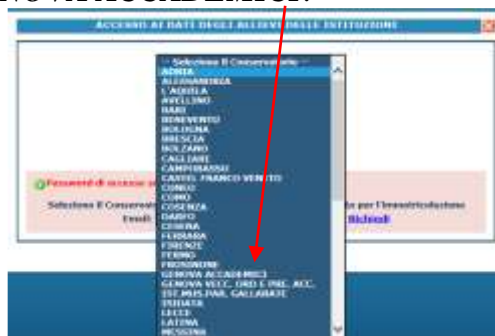 ACCESSO AI DATI DEGLI ALLIEVI DELLE ISTITUZIONI
-- Seleziona Il Conservatorio --
ADRIA
ALESSANDRIA
L'AQUILA
AVELLINO
BARI
BENEVENTO
BOLOGNA
BRESCIA
BOLZANO
CAGLIARI
CAMPOBASSO
CASTEL FRANCO VENETO
CUNEO
COMO
COSENZA
DARFO
CESENA
FERRARA
FIRENZE
FERMO
FROSINONE
GENOVA ACCADEMICI
GENOVA VECC. ORD E PRE. ACC.
IST.MUS.PAR. GALLARATE
LECCE
LATINA
MESSINA
Password di accesso
Seleziona il
per l'immatricolazione
Email:
Richiedi